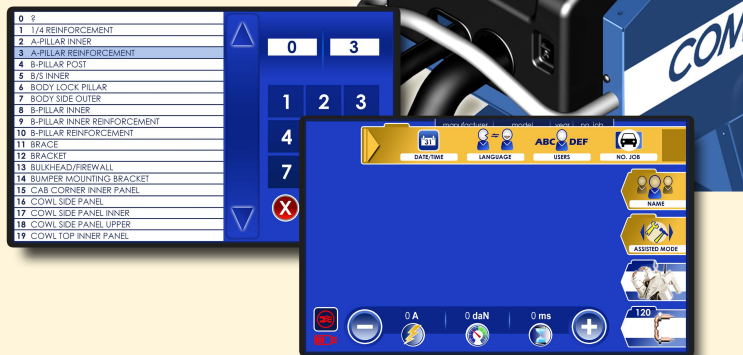 0 ?
1 1/4 REINFORCEMENT
2 A-PILLAR INNER
3 A-PILLAR REINFORCEMENT
4 B-PILLAR POST
5 B/S INNER
6 BODY LOCK PILLAR
7 BODY SIDE OUTER
8 B-PILLAR INNER
9 B-PILLAR INNER REINFORCEMENT
10 B-PILLAR REINFORCEMENT
11 BRACE
12 BRACKET
13 BULKHEAD/FIREWALL
14 BUMPER MOUNTING BRACKET
15 CAB CORNER INNER PANEL
16 COWL SIDE PANEL
17 COWL SIDE PANEL INNER
18 COWL SIDE PANEL UPPER
19 COWL TOP INNER PANEL
0 3
1 2 3
4
7
X
COM
manufacturer model year no. job
31
ABC DEF
DATE/TIME LANGUAGE USERS NO. JOB
NAME
ASSISTED MODE
120
0 A 0 daN 0 ms